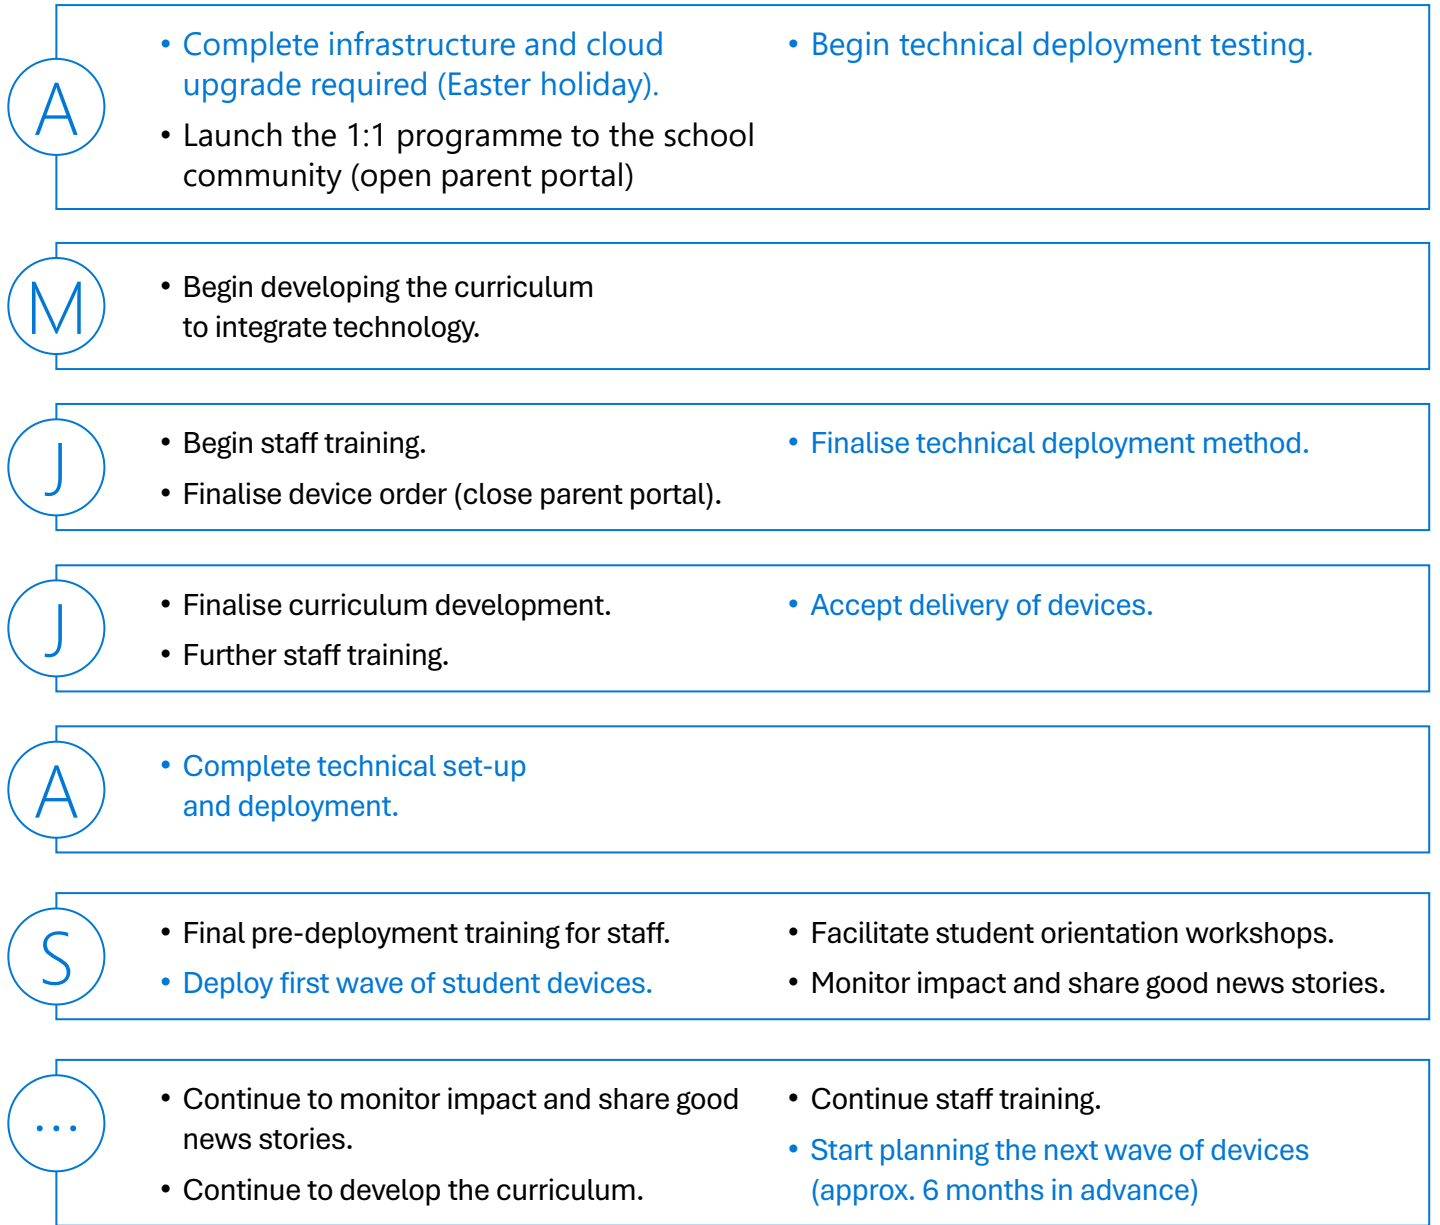 A
• Complete infrastructure and cloud
upgrade required (Easter holiday).
• Launch the 1:1 programme to the school
community (open parent portal)
• Begin technical deployment testing.
M
• Begin developing the curriculum
to integrate technology.
J
• Begin staff training.
• Finalise device order (close parent portal).
• Finalise technical deployment method.
J
• Finalise curriculum development.
• Further staff training.
• Accept delivery of devices.
A
• Complete technical set-up
and deployment.
S
• Final pre-deployment training for staff.
• Deploy first wave of student devices.
• Facilitate student orientation workshops.
• Monitor impact and share good news stories.
...
• Continue to monitor impact and share good
news stories.
• Continue to develop the curriculum.
• Continue staff training.
• Start planning the next wave of devices
(approx. 6 months in advance)